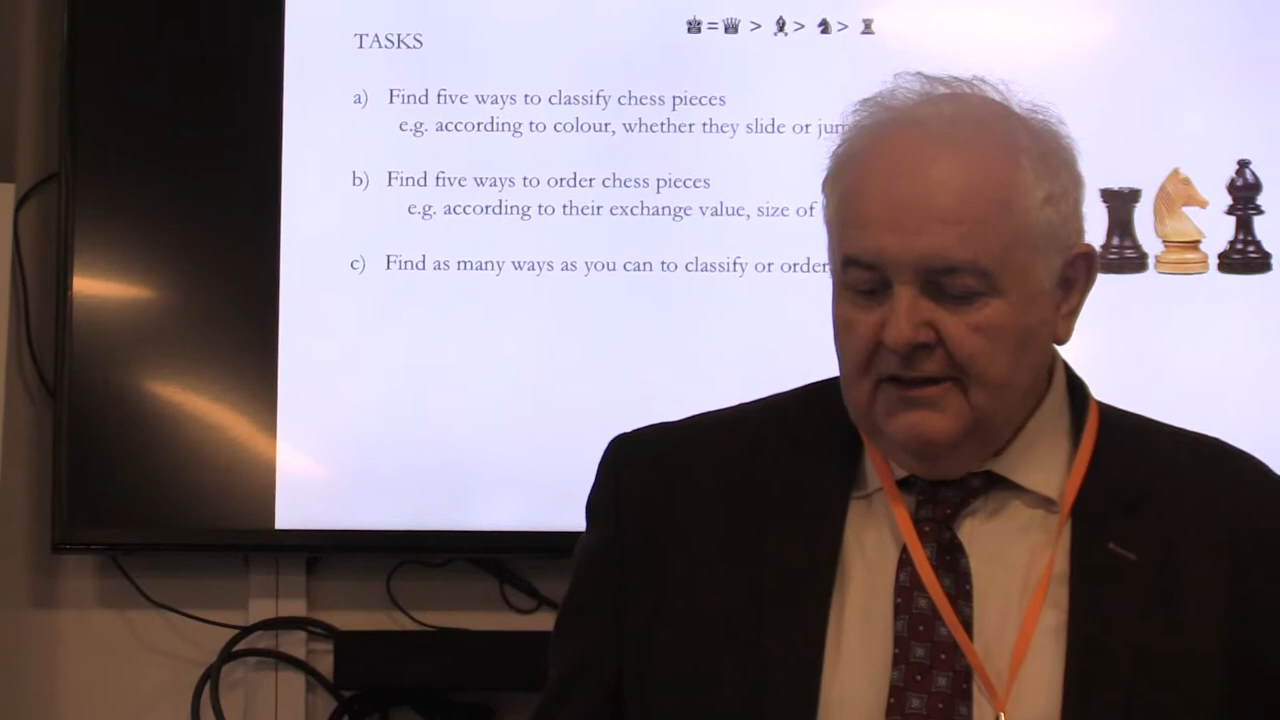 ♚=♛ > ♝> ♞> ♜
TASKS
a) Find five ways to classify chess pieces
e.g. according to colour, whether they slide or
b) Find five ways to order chess pieces
e.g. according to their exchange value, size of
c) Find as many ways as you can to classify or order